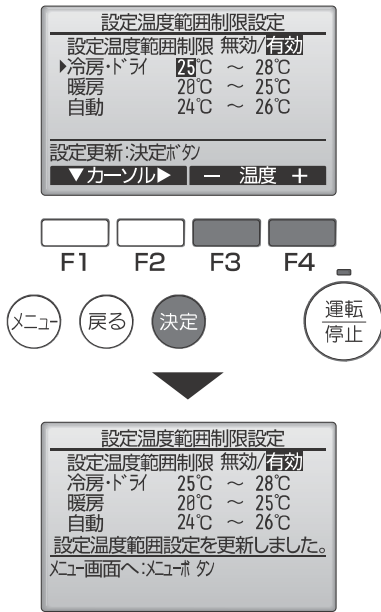 設定温度範囲制限設定
設定温度範囲制限 無効/有効
▶冷房・ドライ 25℃ ～ 28℃
暖房 20℃ ～ 25℃
自動 24℃ ～ 26℃
設定更新:決定ボタン
▼カーソル▶ － 温度 ＋
F1 F2 F3 F4
メニュー 戻る 決定 運転
停止
設定温度範囲制限設定
設定温度範囲制限 無効/有効
冷房・ドライ 25℃ ～ 28℃
暖房 20℃ ～ 25℃
自動 24℃ ～ 26℃
設定温度範囲設定を更新しました。
メニュー画面へ:メニューボタン